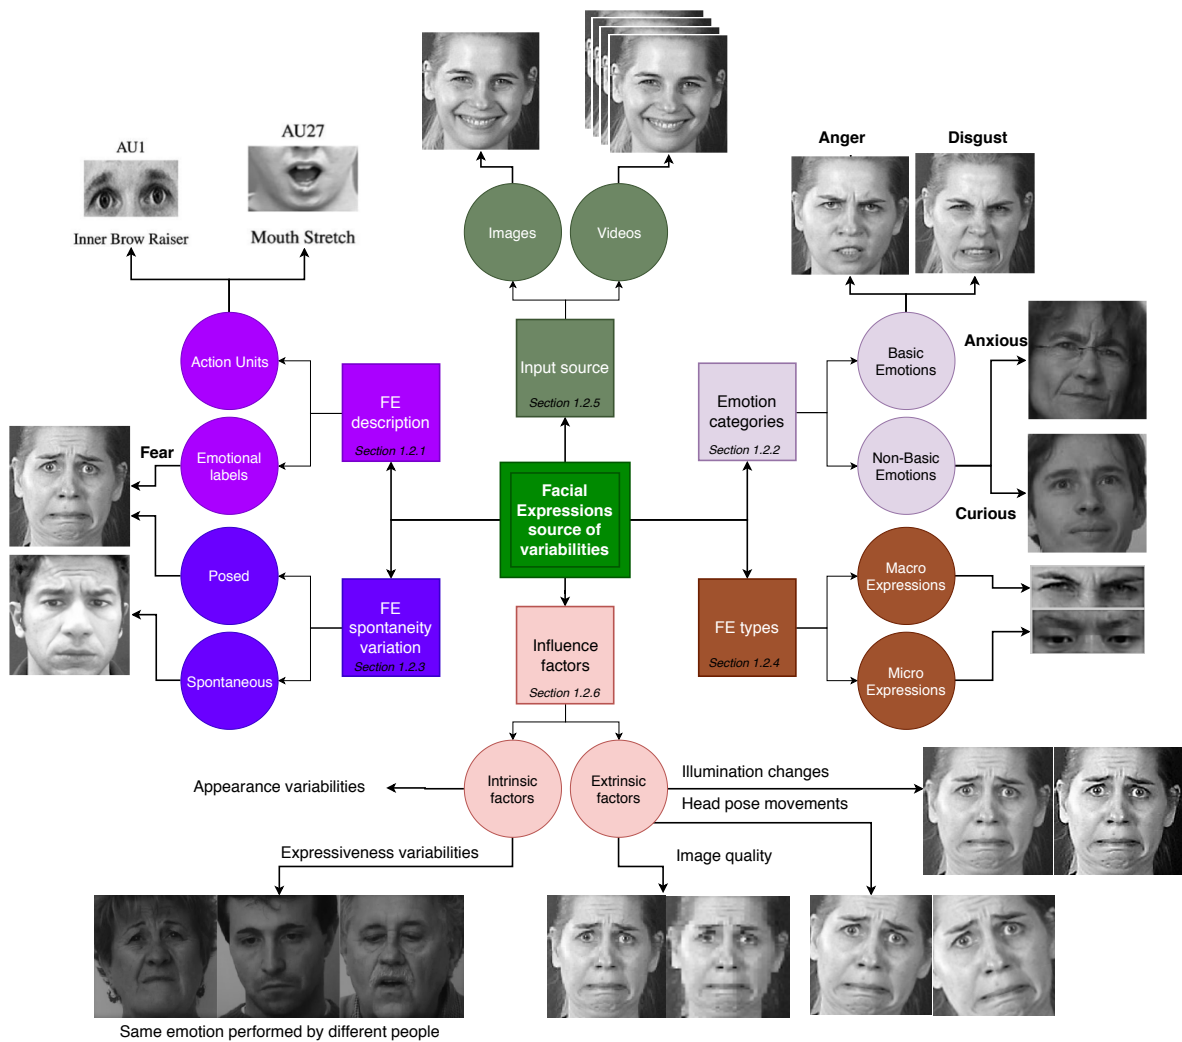 AU27
AU1
Inner Brow Raiser
Mouth Stretch
Images
Videos
Anger
Disgust
Action Units
FE
description
Section 1.2.1
Input source
Section 1.2.5
Emotion
categories
Section 1.2.2
Basic
Emotions
Anxious
Fear
Emotional
labels
Non-Basic
Emotions
Curious
Facial
Expressions
source of
variabilities
Posed
FE
spontaneity
variation
Section 1.2.3
Spontaneous
Influence
factors
Section 1.2.6
FE types
Section 1.2.4
Macro
Expressions
Micro
Expressions
Appearance variabilities
Intrinsic
factors
Extrinsic
factors
Illumination changes
Head pose movements
Expressiveness variabilities
Image quality
Same emotion performed by different people